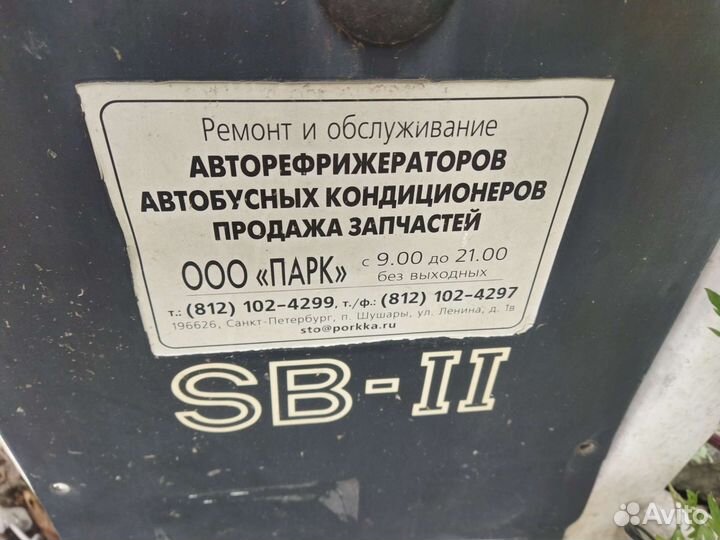 Ремонт и обслуживание
АВТОРЕФРИЖЕРАТОРОВ
АВТОБУСНЫХ КОНДИЦИОНЕРОВ
ПРОДАЖА ЗАПЧАСТЕЙ
ООО «ПАРК» с 9.00 до 21.00
без выходных
т.: (812) 102-4299, т./ф.: (812) 102-4297
196626, Санкт-Петербург, п. Шушары, ул. Ленина, д. 1в
sto@porkka.ru
SB-II
Avito